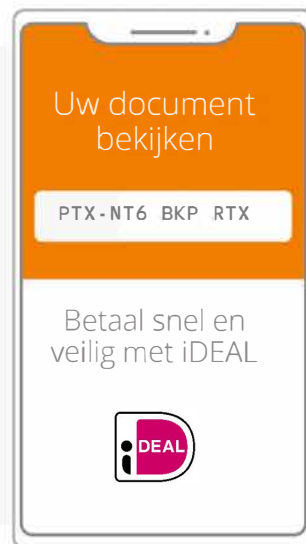 Uw document
bekijken
PTX-NT6 BKP RTX
Betaal snel en
veilig met iDEAL
iDEAL